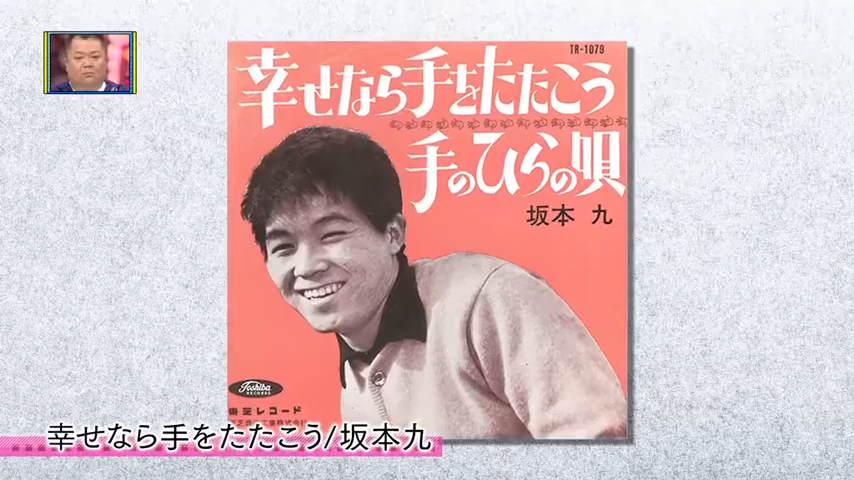 TR-1079
幸せなら手をたたこう
手のひらの唄
坂本 九
Toshiba
RECORDS
東芝レコード
幸せなら手をたたこう/坂本九